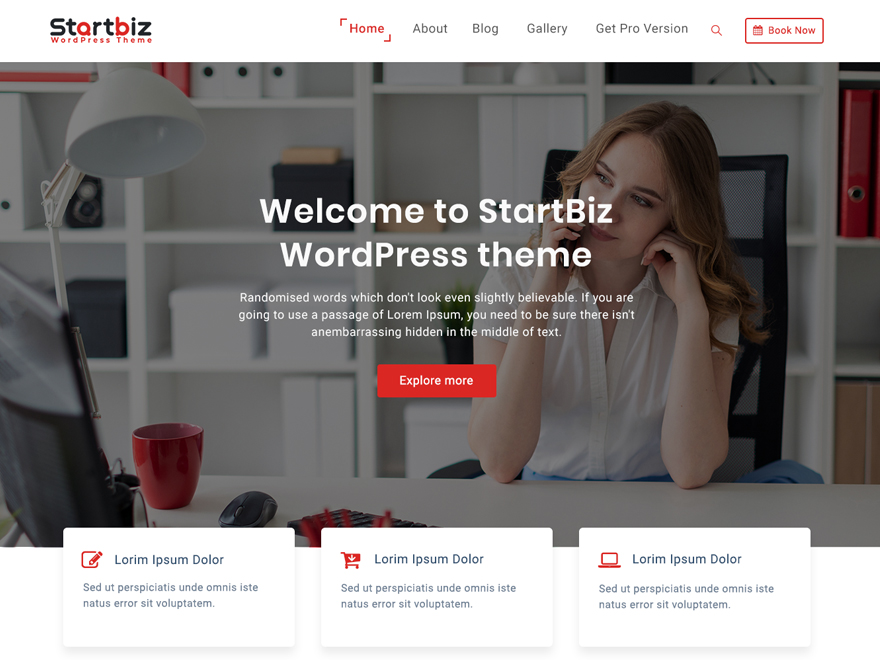 Startbiz
WordPress Theme
Home
About
Blog
Gallery
Get Pro Version
Book Now
Welcome to StartBiz
WordPress theme
Randomised words which don't look even slightly believable. If you are
going to use a passage of Lorem Ipsum, you need to be sure there isn't
anembarrassing hidden in the middle of text.
Explore more
Lorim Ipsum Dolor
Sed ut perspiciatis unde omnis iste
natus error sit voluptatem.
Lorim Ipsum Dolor
Sed ut perspiciatis unde omnis iste
natus error sit voluptatem.
Lorim Ipsum Dolor
Sed ut perspiciatis unde omnis iste
natus error sit voluptatem.